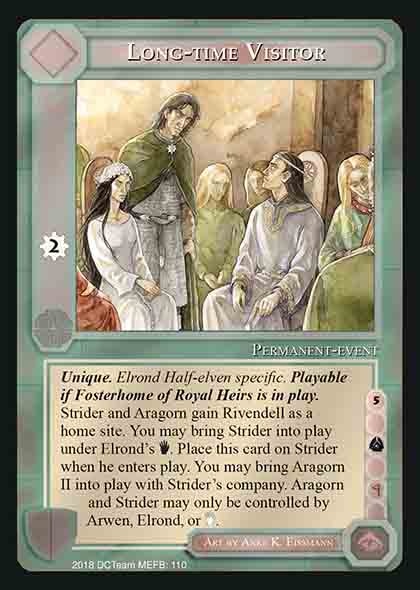 Long-time Visitor
2
Permanent-event
Unique. Elrond Half-elven specific. Playable
if Fosterhome of Royal Heirs is in play.
Strider and Aragorn gain Rivendell as a
home site. You may bring Strider into play
under Elrond's. Place this card on Strider
when he enters play. You may bring Aragorn
II into play with Strider's company. Aragorn
and Strider may only be controlled by
Arwen, Elrond, or.
5
Art by Anke K. Eissmann
2018 DCTeam MEFB: 110